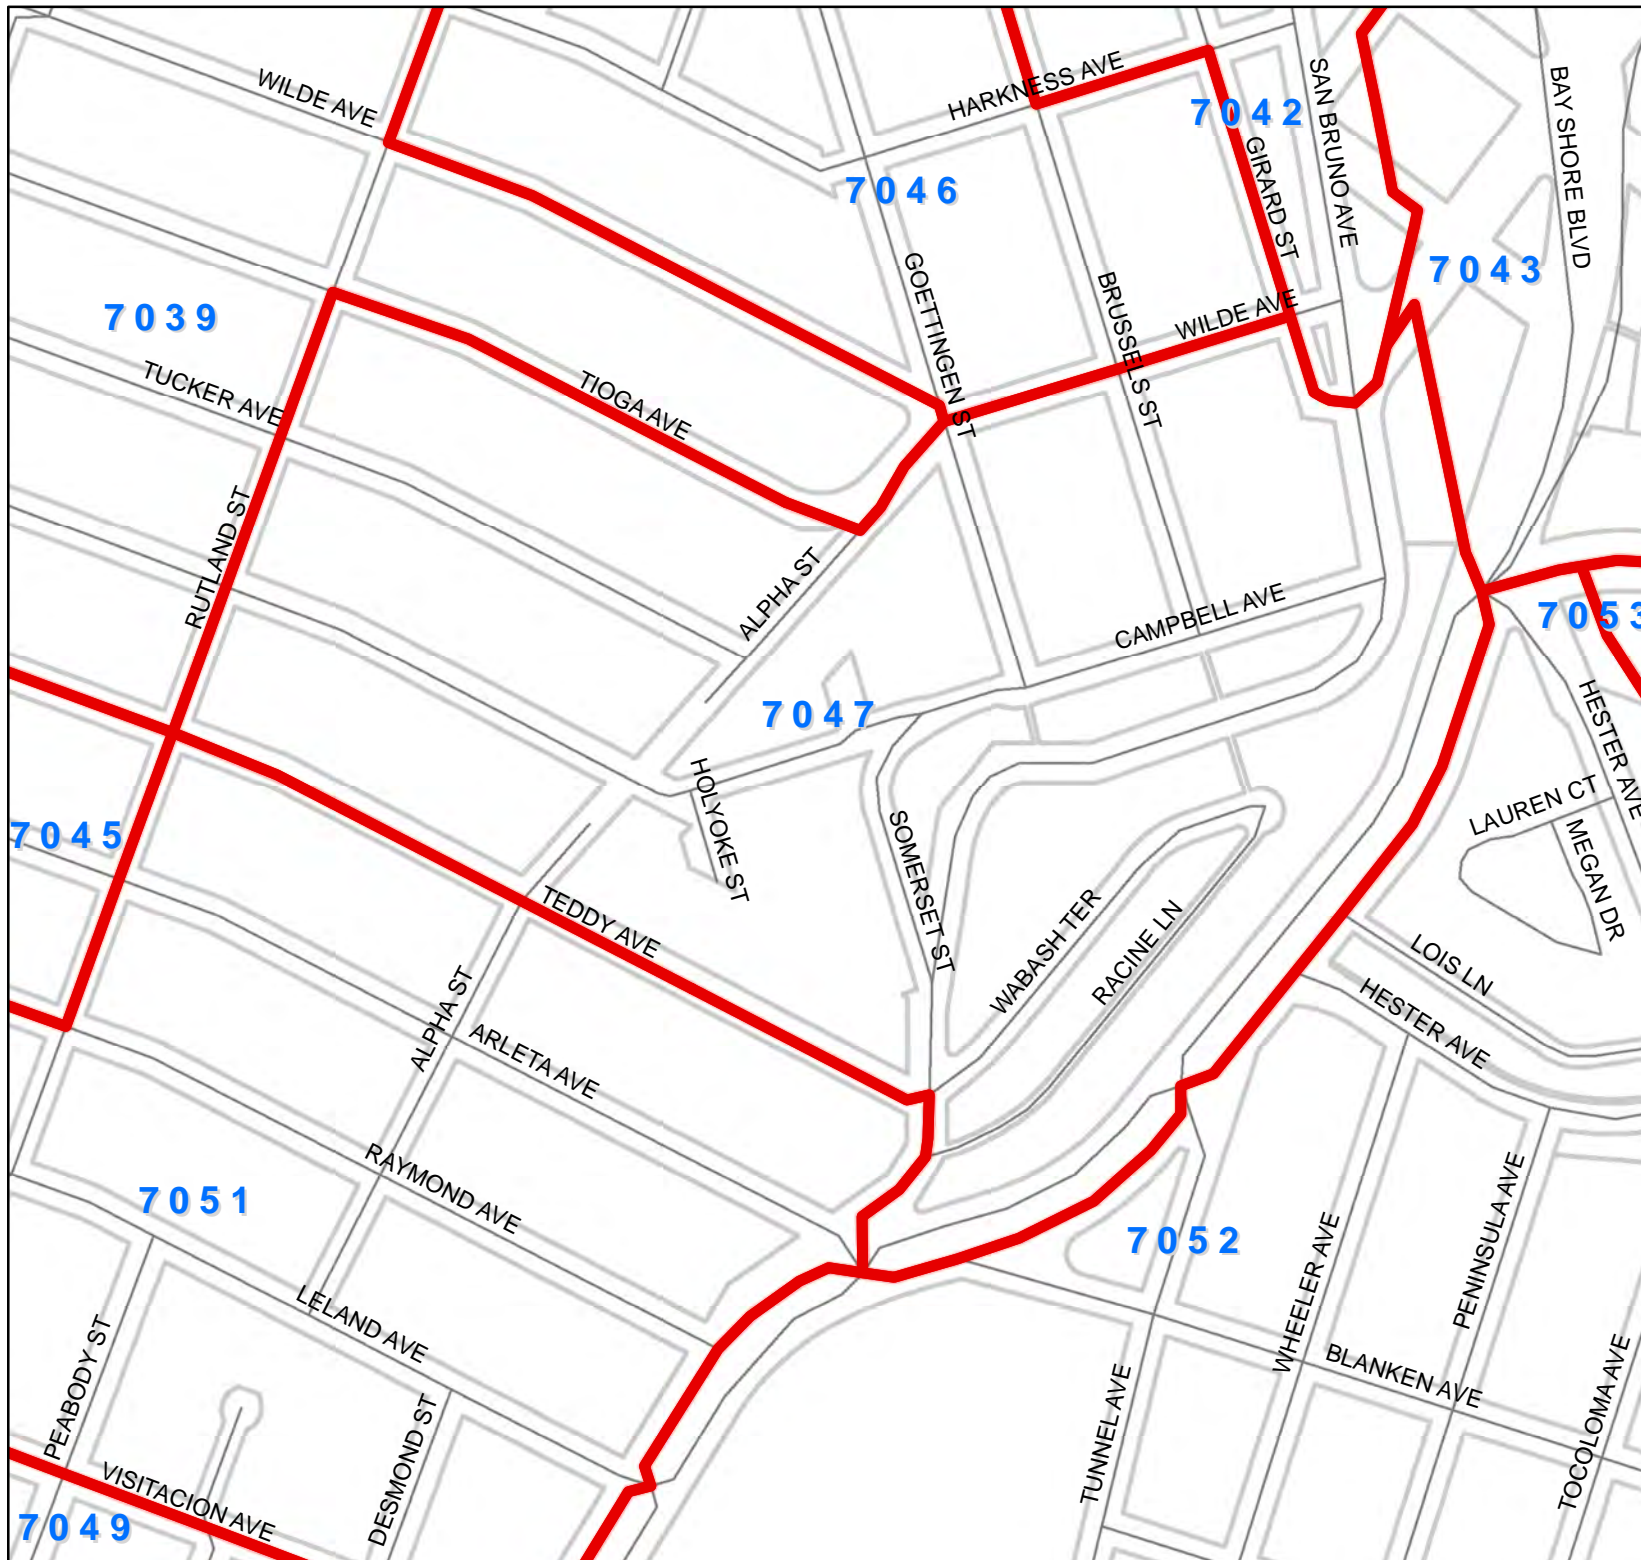 WILDE AVE
HARKNESS AVE
7042
SAN BRUNO AVE
BAY SHORE BLVD
7046
GIRARD ST
7043
GOETTINGEN ST
BRUSSELS ST
WILDE AVE
7039
TUCKER AVE
TIOGA AVE
RUTLAND ST
ALPHA ST
CAMPBELL AVE
7053
7047
HESTER AVE
HOLYOKE ST
LAUREN CT
MEGAN DR
7045
SOMERSET ST
TEDDY AVE
WABASH TER
RACINE LN
LOIS LN
HESTER AVE
ALPHA ST
ARLETA AVE
RAYMOND AVE
7051
7052
WHEELER AVE
PENINSULA AVE
LELAND AVE
PEABODY ST
BLANKEN AVE
TUNNEL AVE
TOCOLOMA AVE
DESMOND ST
VISITACION AVE
7049